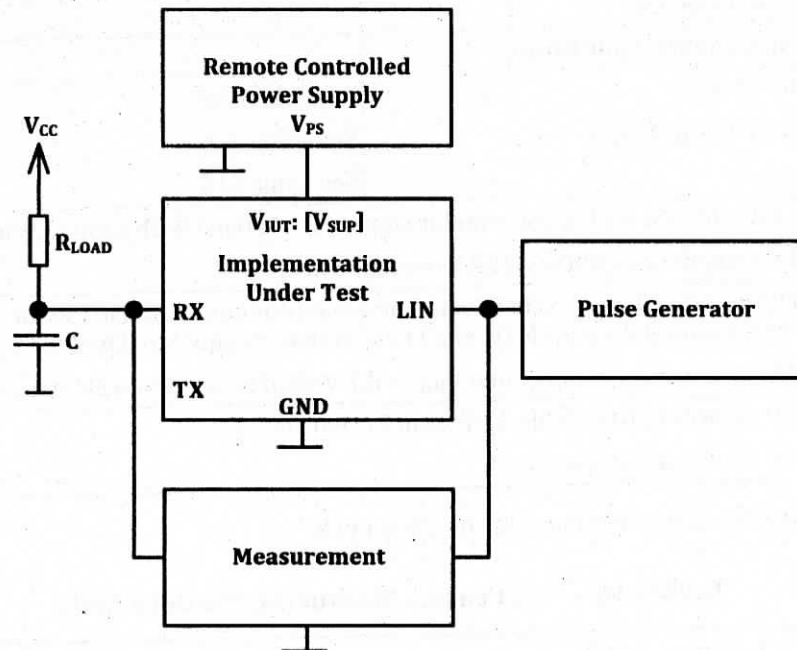 Remote Controlled
Power Supply
VPS
VCC
RLOAD
C
VIUT: [VSUP]
Implementation
Under Test
RX
LIN
TX
GND
Pulse Generator
Measurement